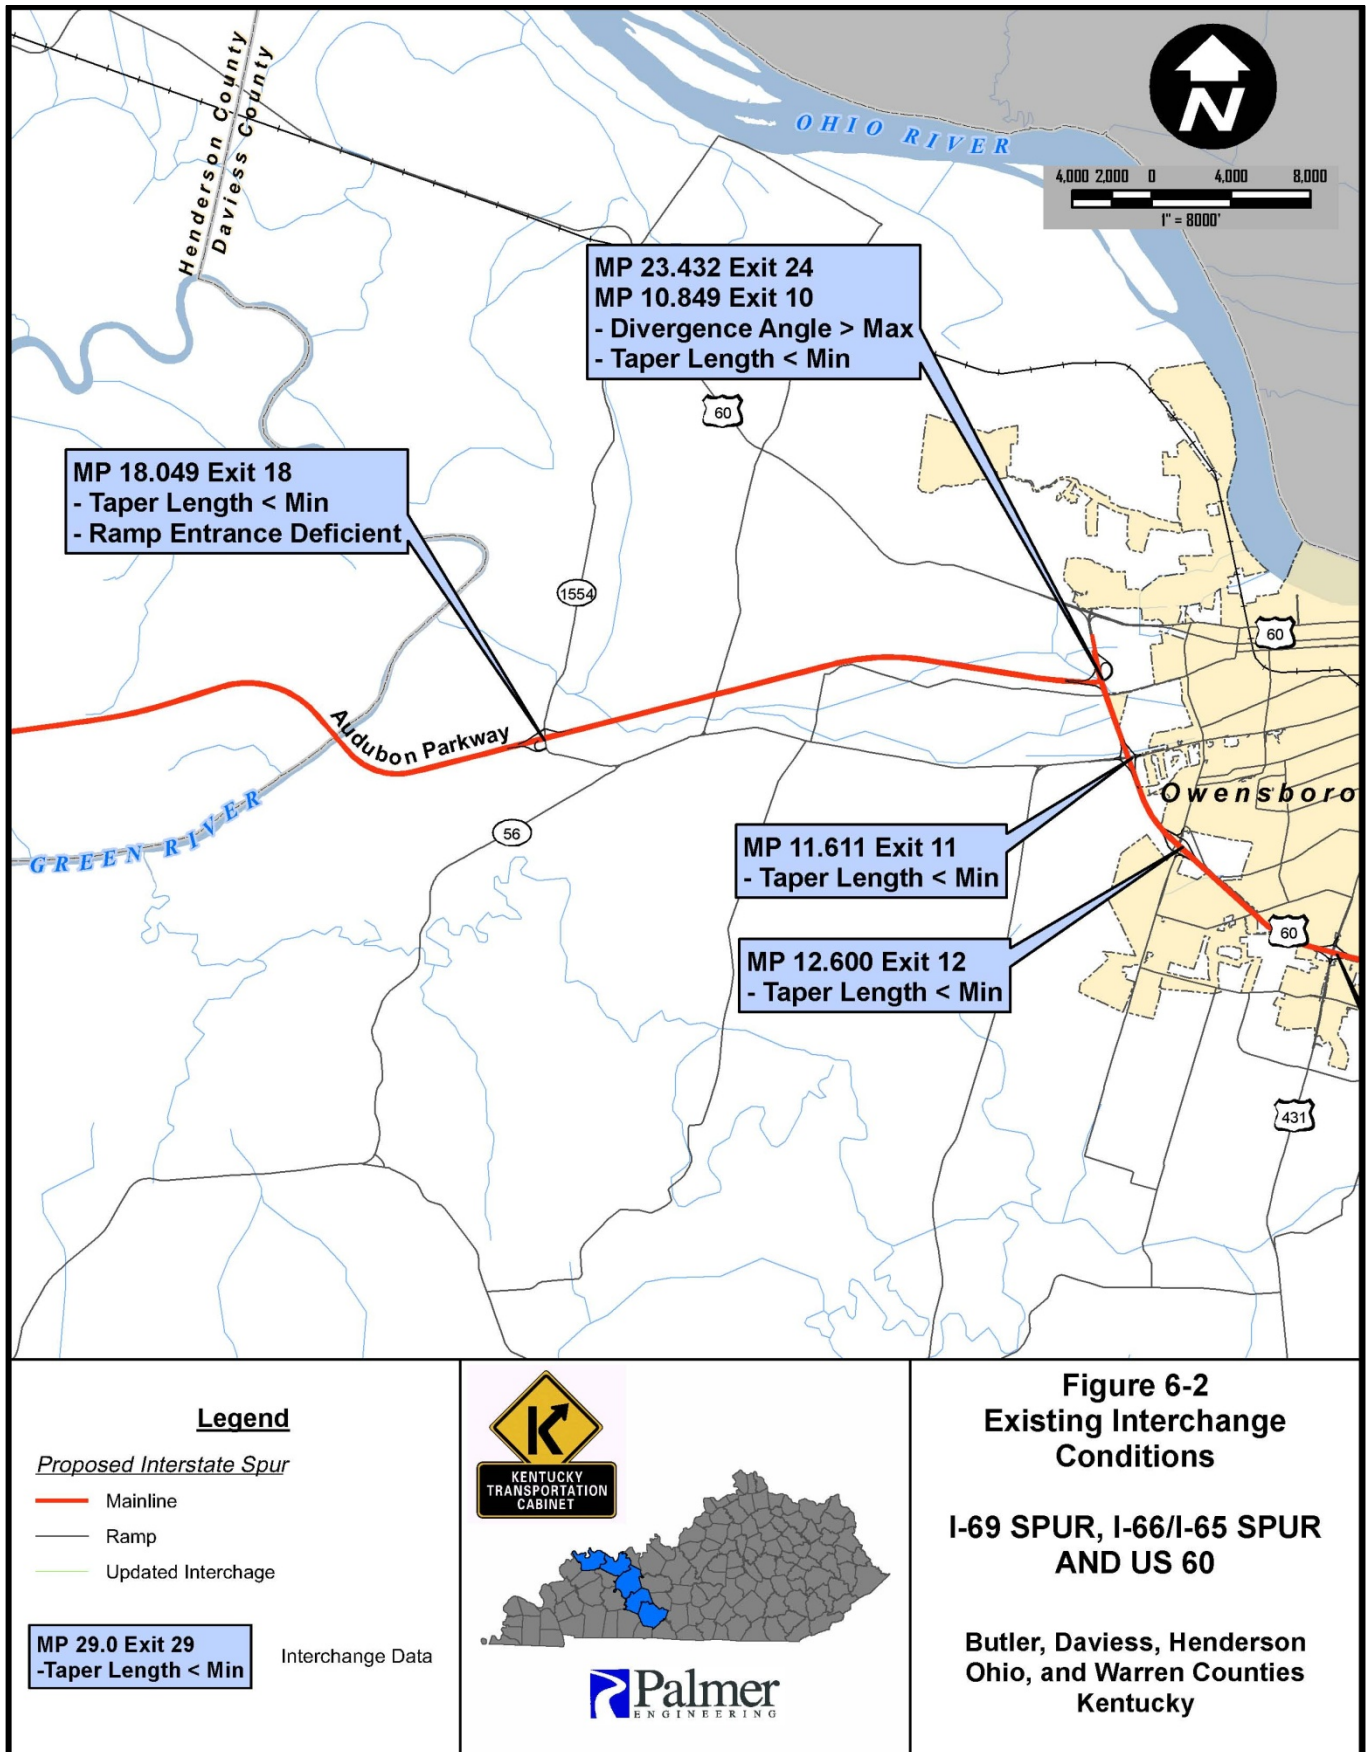 Henderson County
Daviess County
OHIO RIVER
N
4,000 2,000 0 4,000 8,000
1" = 8000'
MP 23.432 Exit 24
MP 10.849 Exit 10
- Divergence Angle > Max
- Taper Length < Min
60
MP 18.049 Exit 18
- Taper Length < Min
- Ramp Entrance Deficient
1554
60
Audubon Parkway
Owensboro
GREEN RIVER
56
MP 11.611 Exit 11
- Taper Length < Min
60
MP 12.600 Exit 12
- Taper Length < Min
431
Legend
Proposed Interstate Spur
Mainline
Ramp
Updated Interchage
MP 29.0 Exit 29
-Taper Length < Min
Interchange Data
K
KENTUCKY
TRANSPORTATION
CABINET
Palmer
ENGINEERING
Figure 6-2
Existing Interchange
Conditions
I-69 SPUR, I-66/I-65 SPUR
AND US 60
Butler, Daviess, Henderson
Ohio, and Warren Counties
Kentucky